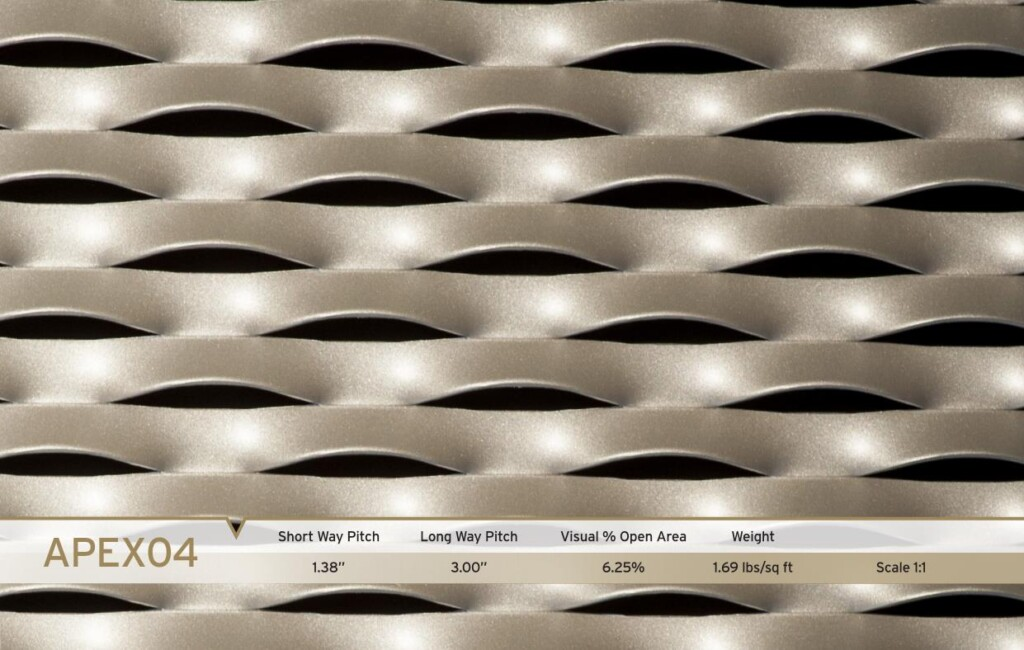 APEX04
Short Way Pitch Long Way Pitch Visual % Open Area Weight
1.38" 3.00" 6.25% 1.69 lbs/sq ft Scale 1:1